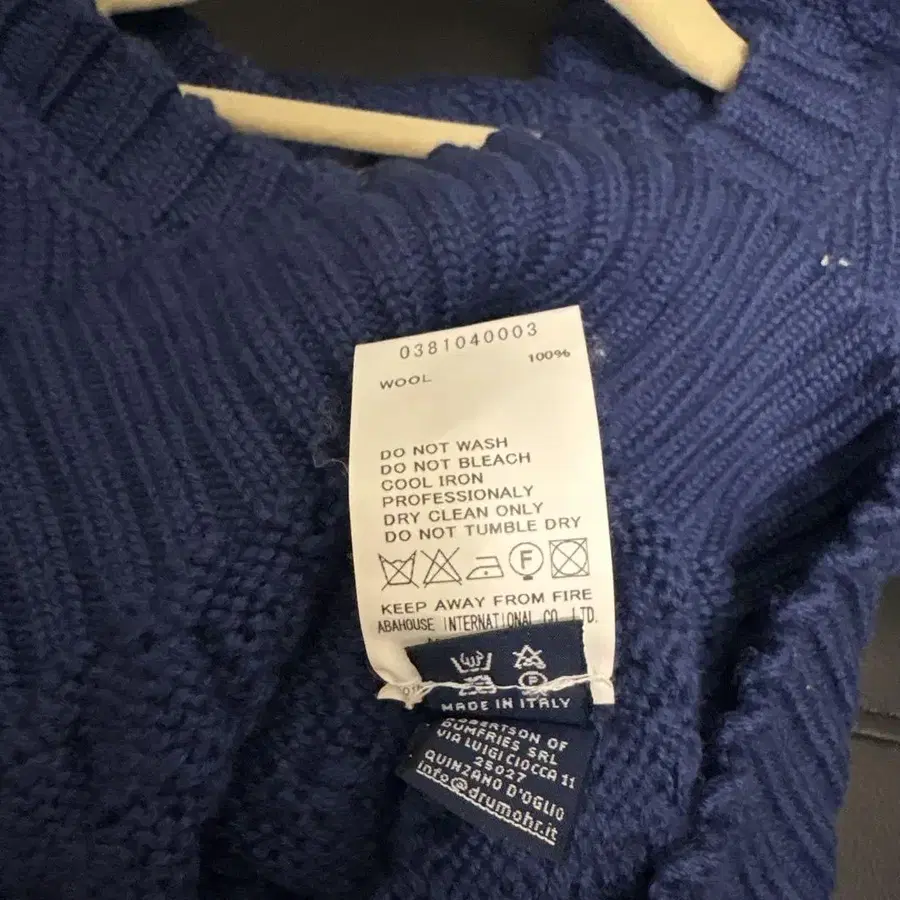 0381040003
WOOL 100%
DO NOT WASH
DO NOT BLEACH
COOL IRON
PROFESSIONALY
DRY CLEAN ONLY
DO NOT TUMBLE DRY
F
KEEP AWAY FROM FIRE
ABAHOUSE INTERNATIONAL CO. LTD.
P
MADE IN ITALY
OBERTSON OF
DUMFRIES SRL
VIA LUIGI CIOCCA 11
25027
QUINZANO D'OGLIO
info@drumohr.it